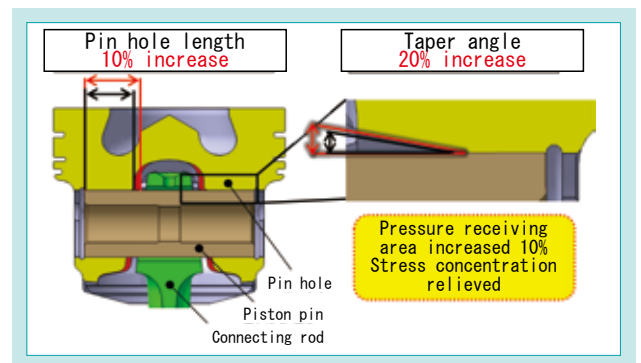 Pin hole length
10% increase
Taper angle
20% increase
Pressure receiving
area increased 10%
Stress concentration
relieved
Pin hole
Piston pin
Connecting rod